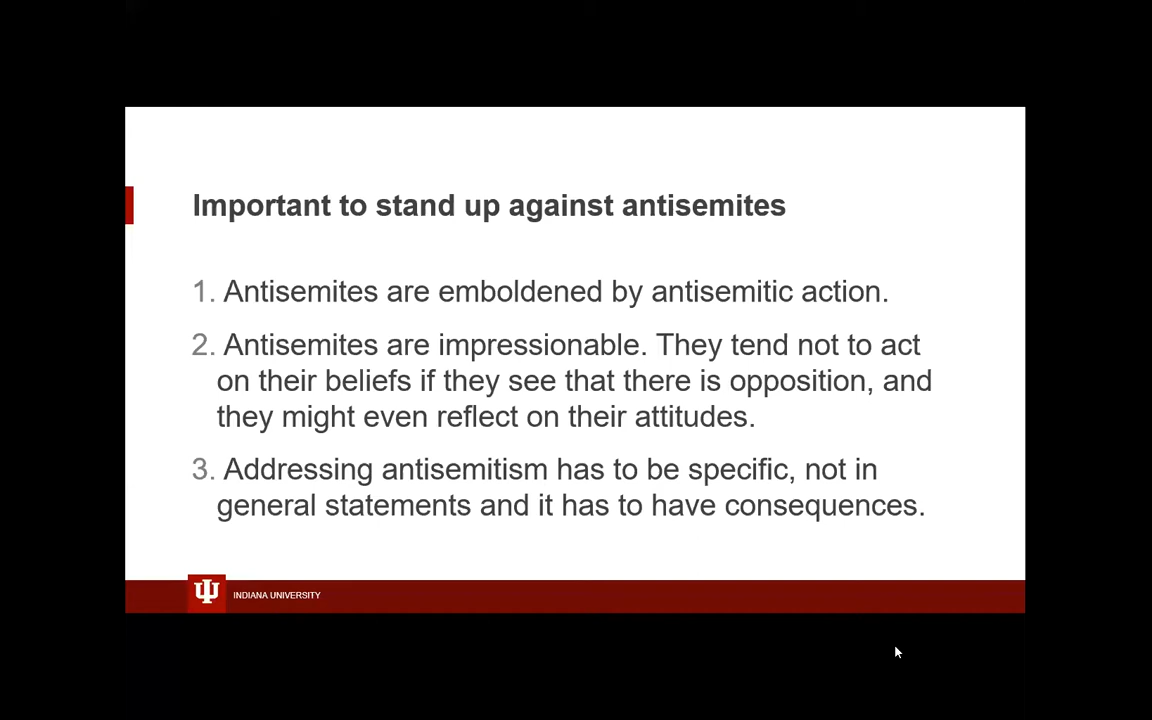 Important to stand up against antisemites
1. Antisemites are emboldened by antisemitic action.
2. Antisemites are impressionable. They tend not to act
on their beliefs if they see that there is opposition, and
they might even reflect on their attitudes.
3. Addressing antisemitism has to be specific, not in
general statements and it has to have consequences.
INDIANA UNIVERSITY